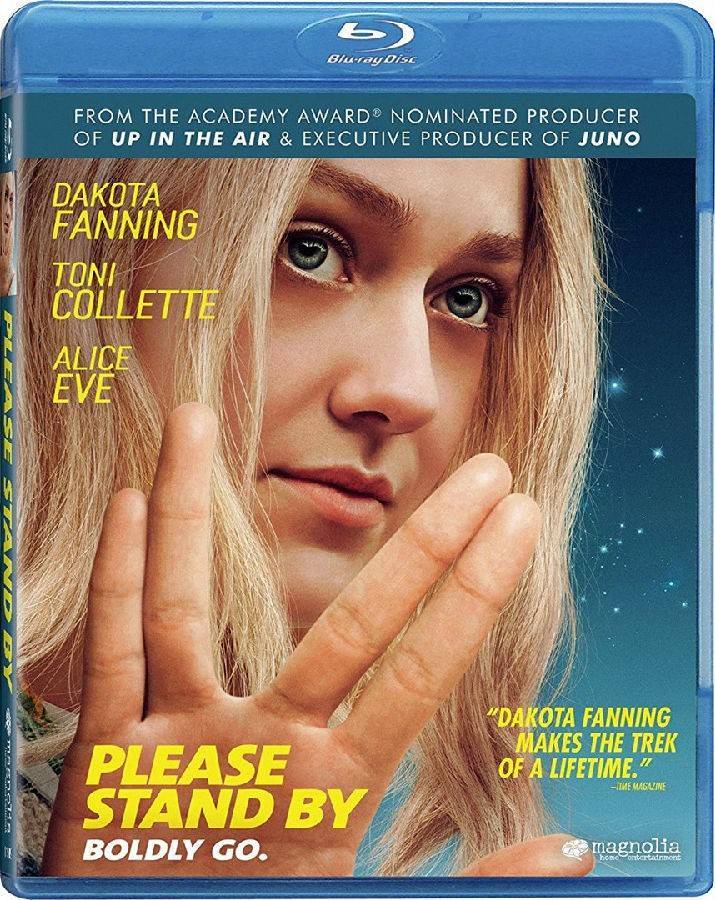 Blu-ray Disc
FROM THE ACADEMY AWARD® NOMINATED PRODUCER
OF UP IN THE AIR & EXECUTIVE PRODUCER OF JUNO
DAKOTA
FANNING
TONI
COLLETTE
ALICE
EVE
PLEASE STAND BY
"DAKOTA FANNING
MAKES THE TREK
OF A LIFETIME."
–TIME MAGAZINE
PLEASE
STAND BY
BOLDLY GO.
magnolia
home entertainment
magnolia